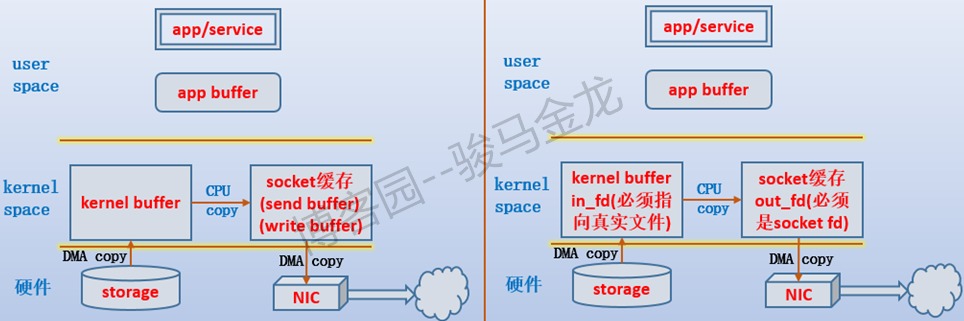 app/service
user
space
app buffer
kernel
space
kernel buffer
CPU
copy
socket缓存
(send buffer)
(write buffer)
DMA copy
DMA copy
硬件
storage
NIC
app/service
user
space
app buffer
kernel
space
kernel buffer
in_fd(必须指
向真实文件)
CPU
copy
socket缓存
out_fd(必须
是socket fd)
DMA copy
DMA copy
硬件
storage
NIC
博客园--骏马金龙